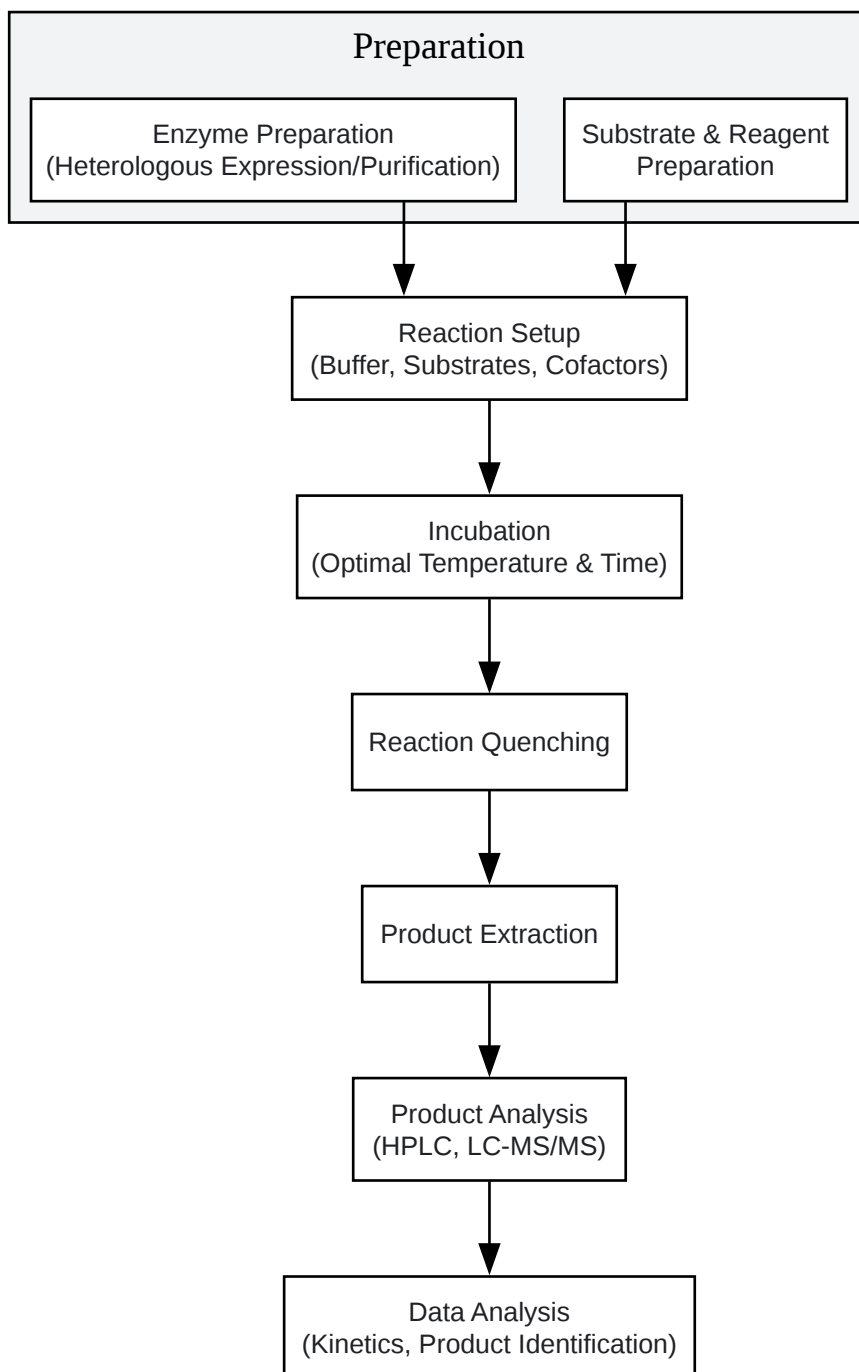 Preparation
Enzyme Preparation
(Heterologous Expression/Purification)
Substrate & Reagent
Preparation
Reaction Setup
(Buffer, Substrates, Cofactors)
Incubation
(Optimal Temperature & Time)
Reaction Quenching
Product Extraction
Product Analysis
(HPLC, LC-MS/MS)
Data Analysis
(Kinetics, Product Identification)